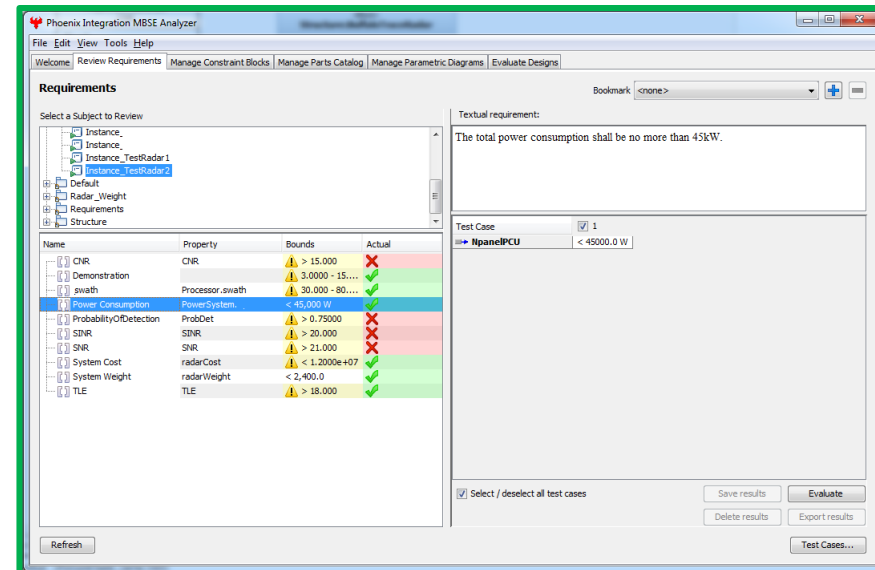 Phoenix Integration MBSE Analyzer
File Edit View Tools Help
Welcome Review Requirements Manage Constraint Blocks Manage Parts Catalog Manage Parametric Diagrams Evaluate Designs
Requirements
Bookmark <none>
Select a Subject to Review
Instance_
Instance_
Instance_TestRadar1
Instance_TestRadar2
Default
Radar_Weight
Requirements
Structure
Textual requirement:
The total power consumption shall be no more than 45kW.
Name Property Bounds Actual
CNR CNR > 15.000
Demonstration 3.0000 - 15....
swath Processor.swath 30.000 - 80....
Power Consumption PowerSystem. < 45,000 W
ProbabilityOfDetection ProbDet > 0.75000
SINR SINR > 20.000
SNR SNR > 21.000
System Cost radarCost < 1.2000e+07
System Weight radarWeight < 2,400.0
TLE TLE > 18.000
Test Case 1
NpanelPCU < 45000.0 W
Select / deselect all test cases
Save results Evaluate
Delete results Export results
Refresh
Test Cases...